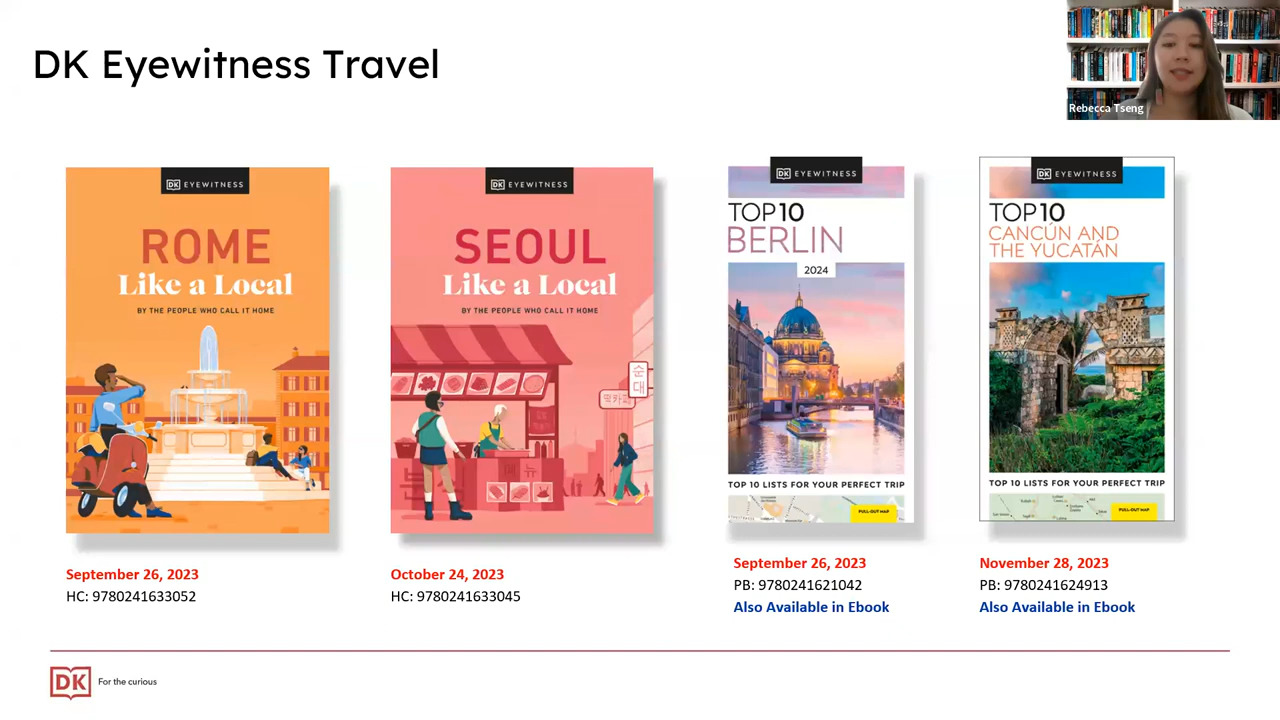 DK Eyewitness Travel
Rebecca Tseng
DK EYEWITNESS
ROME
Like a Local
BY THE PEOPLE WHO CALL IT HOME
September 26, 2023
HC: 9780241633052
DK EYEWITNESS
SEOUL
Like a Local
BY THE PEOPLE WHO CALL IT HOME
순대
메뉴
October 24, 2023
HC: 9780241633045
DK EYEWITNESS
TOP 10
BERLIN
2024
TOP 10 LISTS FOR YOUR PERFECT TRIP
PULL-OUT MAP
September 26, 2023
PB: 9780241621042
Also Available in Ebook
DK EYEWITNESS
TOP 10
CANCÚN AND
THE YUCATÁN
TOP 10 LISTS FOR YOUR PERFECT TRIP
PULL-OUT MAP
November 28, 2023
PB: 9780241624913
Also Available in Ebook
DK
For the curious